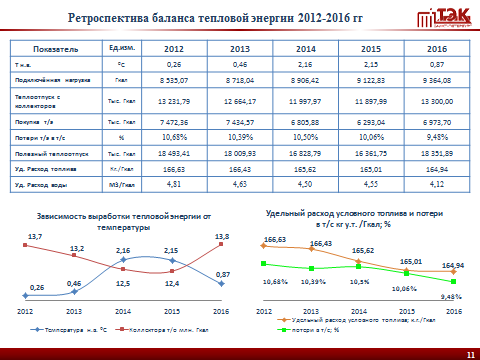 Ретроспектива баланса тепловой энергии 2012-2016 гг
ТЭК
Показатель Ед.изм. 2012 2013 2014 2015 2016
Т н.в. °С 0,26 0,46 2,16 2,15 0,87
Подключённая нагрузка Гкал 8 535,07 8 718,04 8 906,42 9 122,83 9 364,08
Теплоотпуск с коллекторов Тыс. Гкал 13 231,79 12 664,17 11 997,97 11 897,99 13 300,00
Покупка т/э Тыс. Гкал 7 472,36 7 434,57 6 805,88 6 293,04 6 973,70
Потери т/э в т/с % 10,68% 10,39% 10,50% 10,06% 9,48%
Полезный теплоотпуск Тыс. Гкал 18 493,41 18 009,93 16 828,79 16 361,75 18 351,89
Уд. Расход топлива Кг./Гкал 166,63 166,43 165,62 165,01 164,94
Уд. Расход воды М3/Гкал 4,81 4,63 4,50 4,55 4,12
Зависимость выработки тепловой энергии от
температуры
13,7 13,2 12,5 12,4 13,8
0,26 0,46 2,16 2,15 0,87
2012 2013 2014 2015 2016
Температура н.в. °С Коллектора т/о млн. Гкал
Удельный расход условного топлива и потери
в т/с кг у.т. /Гкал; %
166,63 166,43 165,62 165,01 164,94
10,68% 10,39% 10,5% 10,06% 9,48%
2012 2013 2014 2015 2016
Удельный расход условного топлива; к.г./Гкал
потери в т/с; %
11